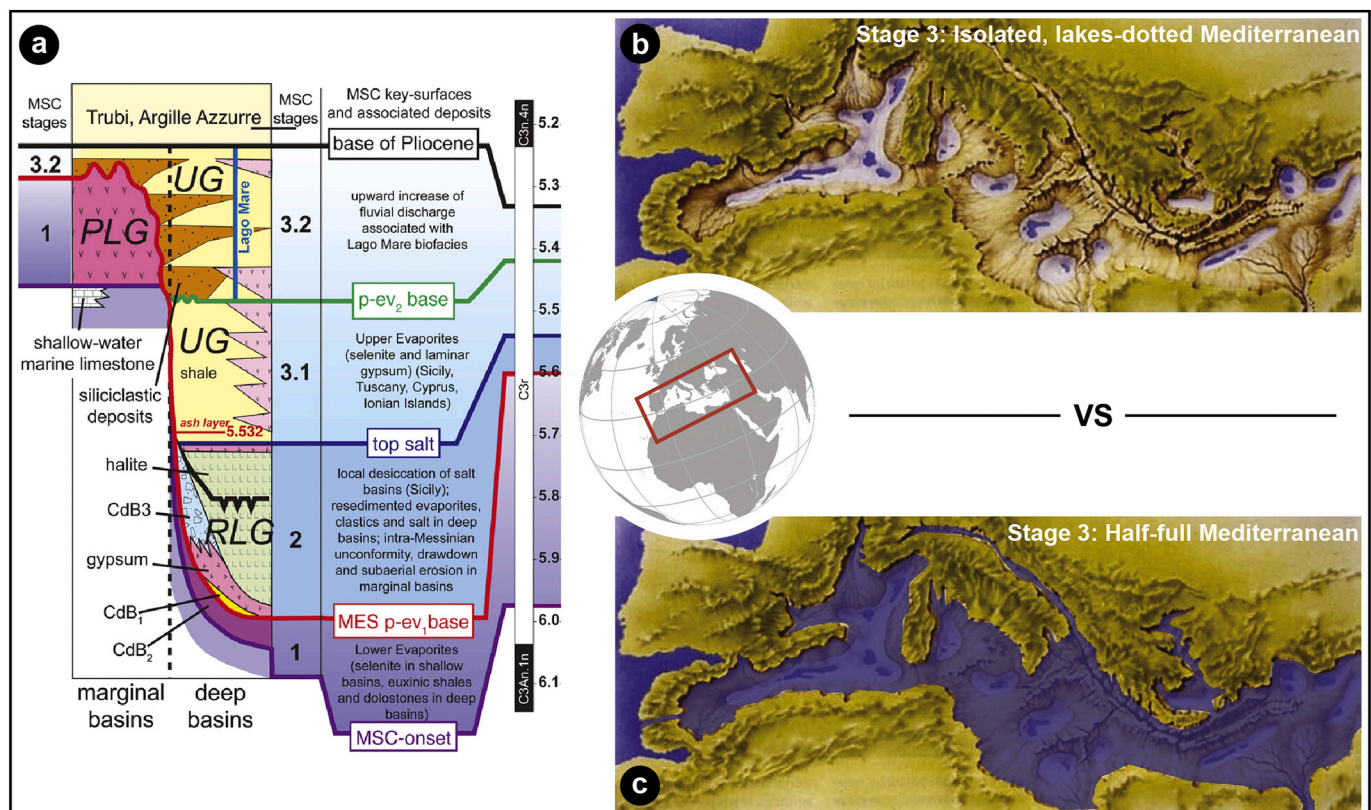 a
MSC
stages
Trubi, Argille Azzurre
MSC
stages
MSC key-surfaces
and associated deposits
base of Pliocene
3.2
UG
PLG
1
Lago Mare
3.2
upward increase of
fluvial discharge
associated with
Lago Mare biofacies
p-ev2 base
shallow-water
marine limestone
siliciclastic
deposits
UG
shale
3.1
Upper Evaporites
(selenite and laminar
gypsum) (Sicily,
Tuscany, Cyprus,
Ionian Islands)
ash layer
5.532
top salt
halite
CdB3
gypsum
CdB1
CdB2
RLG
2
local desiccation of salt
basins (Sicily);
resedimented evaporites,
clastics and salt in deep
basins; intra-Messinian
unconformity, drawdown
and subaerial erosion in
marginal basins
MES p-ev1base
1
Lower Evaporites
(selenite in shallow
basins, euxinic shales
and dolostones in deep
basins)
MSC-onset
marginal
basins
deep
basins
C3n.4n
C3r
C3An.1n
5.2
5.3
5.4
5.5
5.6
5.7
5.8
5.9
6.0
6.1
b
Stage 3: Isolated, lakes-dotted Mediterranean
VS
Stage 3: Half-full Mediterranean
c